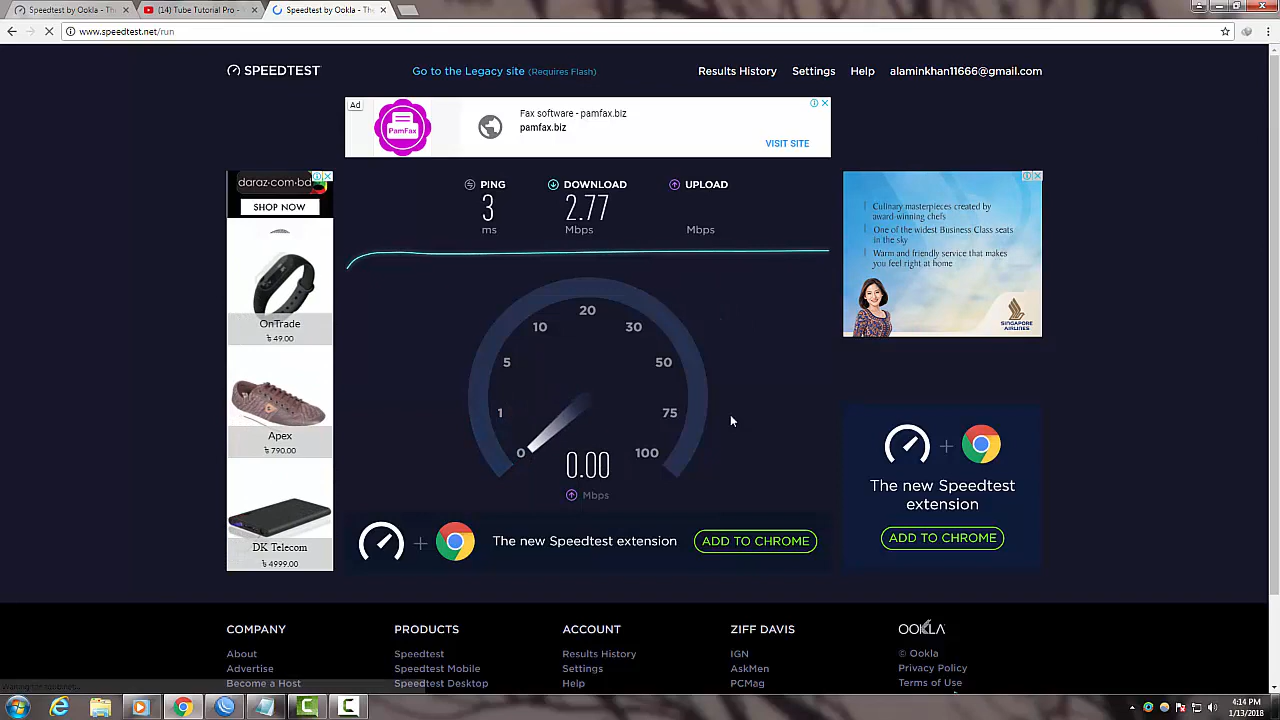 Speedtest by Ookla - The
(14) Tube Tutorial Pro -
Speedtest by Ookla - The
www.speedtest.net/run
SPEEDTEST
Go to the Legacy site (Requires Flash)
Results History
Settings
Help
alaminkhan11666@gmail.com
Ad
PamFax
Fax software - pamfax.biz
pamfax.biz
VISIT SITE
daraz-com-bd
SHOP NOW
OnTrade
৳ 49.00
Apex
৳ 790.00
DK Telecom
৳ 4999.00
PING
3
ms
DOWNLOAD
2.77
Mbps
UPLOAD
Mbps
0
1
5
10
20
30
50
75
100
0.00
Mbps
The new Speedtest extension
ADD TO CHROME
Culinary masterpieces created by
award-winning chefs
One of the widest Business Class seats
in the sky
Warm and friendly service that makes
you feel right at home
SINGAPORE
AIRLINES
The new Speedtest
extension
ADD TO CHROME
COMPANY
About
Advertise
Become a Host
PRODUCTS
Speedtest
Speedtest Mobile
Speedtest Desktop
ACCOUNT
Results History
Settings
Help
ZIFF DAVIS
IGN
AskMen
PCMag
OOKLA
© Ookla
Privacy Policy
Terms of Use
4:14 PM
1/13/2018